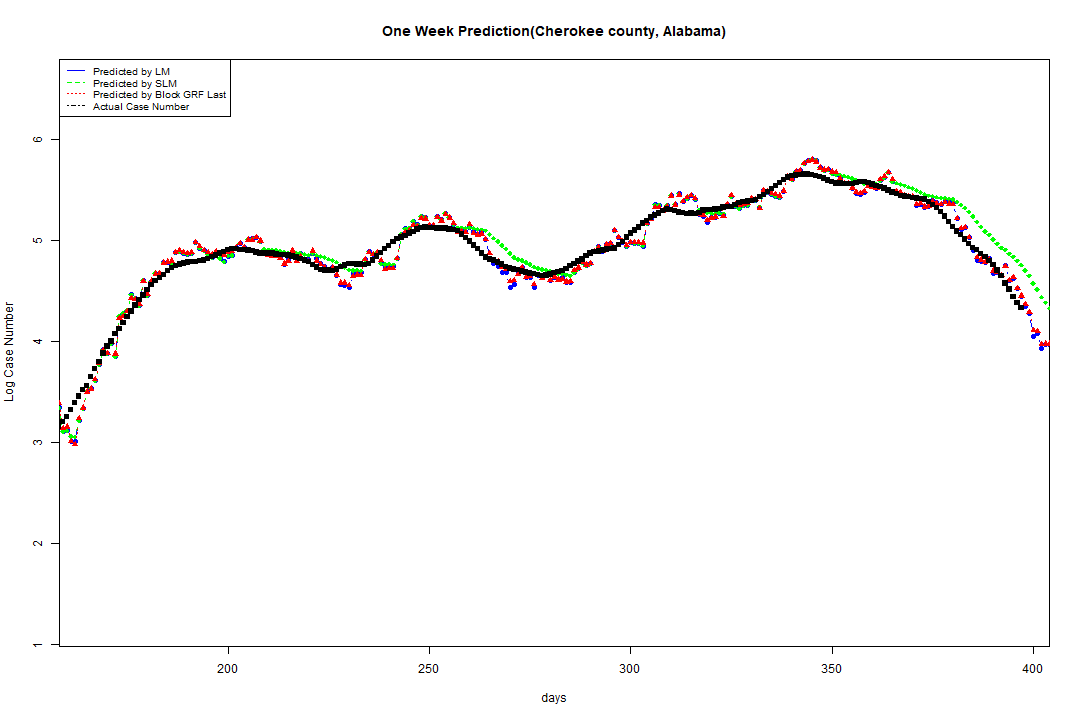 One Week Prediction(Cherokee county, Alabama)
Predicted by LM
Predicted by SLM
Predicted by Block GRF Last
Actual Case Number
6
5
4
3
2
1
Log Case Number
200
250
300
350
400
days